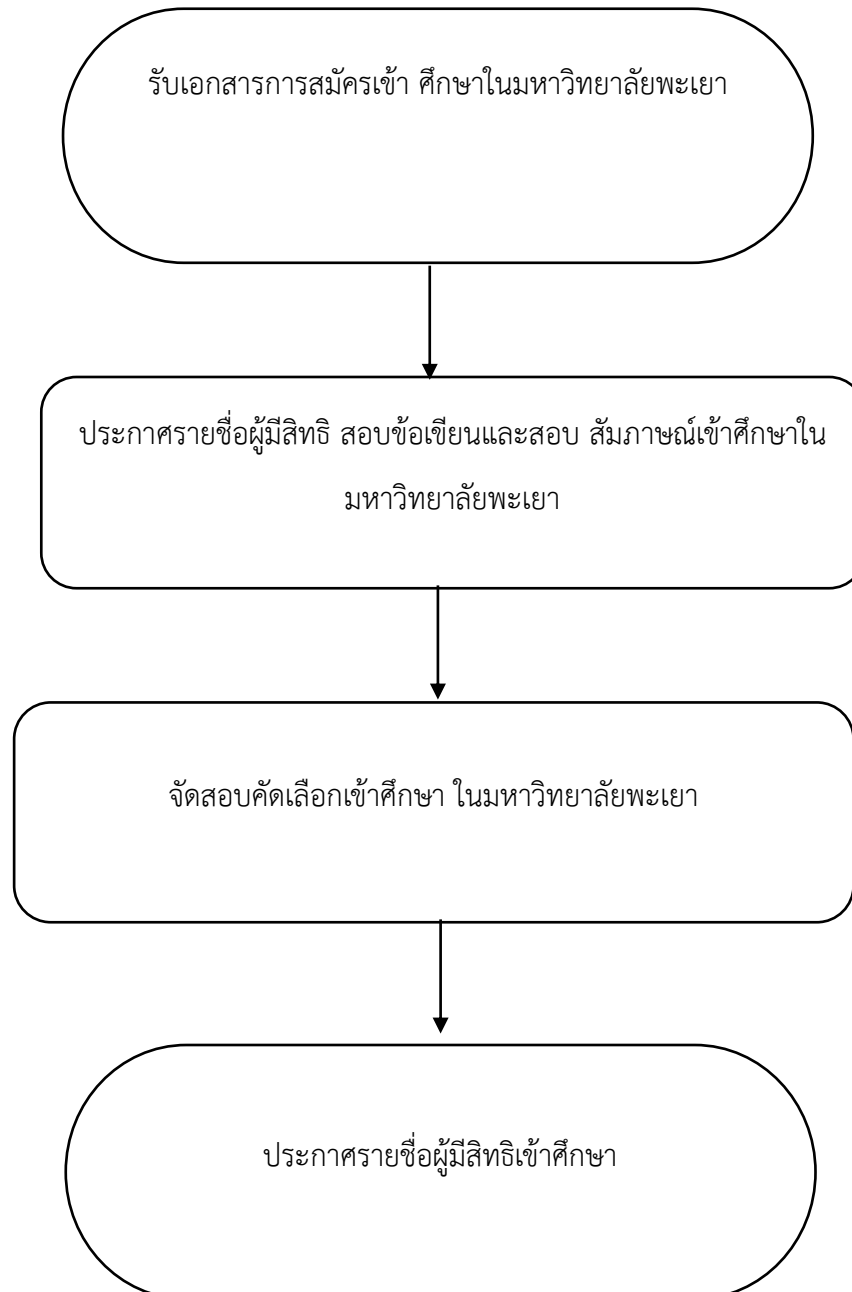 รับเอกสารการสมัครเข้า ศึกษาในมหาวิทยาลัยพะเยา
ประกาศรายชื่อผู้มีสิทธิ สอบข้อเขียนและสอบ สัมภาษณ์เข้าศึกษาใน
มหาวิทยาลัยพะเยา
จัดสอบคัดเลือกเข้าศึกษา ในมหาวิทยาลัยพะเยา
ประกาศรายชื่อผู้มีสิทธิเข้าศึกษา